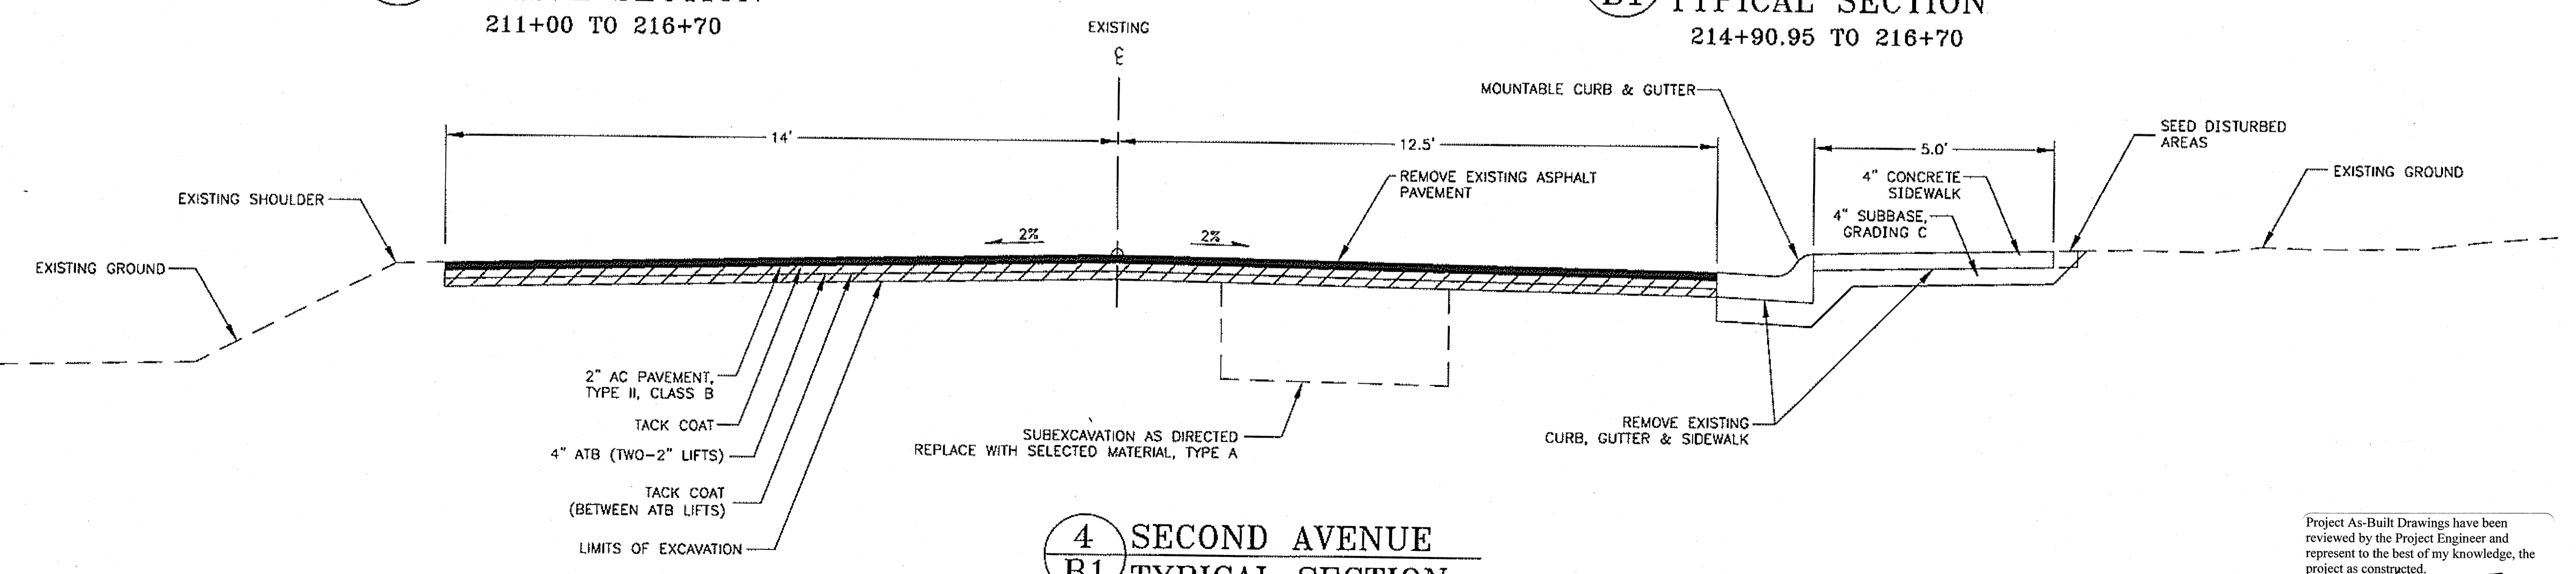 211+00 TO 216+70
EXISTING
℄
B1 TYPICAL SECTION
214+90.95 TO 216+70
MOUNTABLE CURB & GUTTER
14'
12.5'
5.0'
SEED DISTURBED
AREAS
EXISTING SHOULDER
REMOVE EXISTING ASPHALT
PAVEMENT
4" CONCRETE
SIDEWALK
EXISTING GROUND
4" SUBBASE,
GRADING C
2%
2%
EXISTING GROUND
2" AC PAVEMENT,
TYPE II, CLASS B
TACK COAT
4" ATB (TWO-2" LIFTS)
TACK COAT
(BETWEEN ATB LIFTS)
LIMITS OF EXCAVATION
SUBEXCAVATION AS DIRECTED
REPLACE WITH SELECTED MATERIAL, TYPE A
REMOVE EXISTING
CURB, GUTTER & SIDEWALK
4 SECOND AVENUE
B1 TYPICAL SECTION
Project As-Built Drawings have been
reviewed by the Project Engineer and
represent to the best of my knowledge, the
project as constructed.